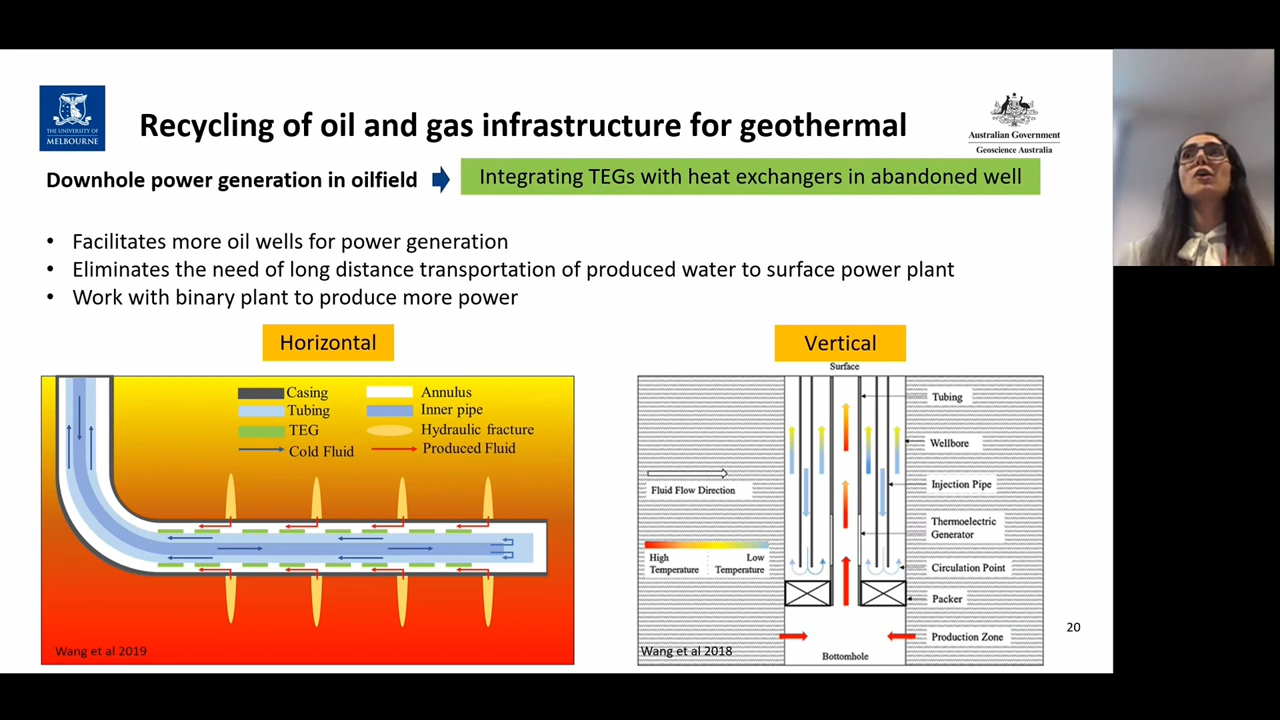 THE UNIVERSITY OF
MELBOURNE
Recycling of oil and gas infrastructure for geothermal
Australian Government
Geoscience Australia
Downhole power generation in oilfield
Integrating TEGs with heat exchangers in abandoned well
• Facilitates more oil wells for power generation
• Eliminates the need of long distance transportation of produced water to surface power plant
• Work with binary plant to produce more power
Horizontal
Casing
Annulus
Tubing
Inner pipe
TEG
Hydraulic fracture
Cold Fluid
Produced Fluid
Wang et al 2019
Vertical
Surface
Tubing
Wellbore
Fluid Flow Direction
Injection Pipe
Thermoelectric
Generator
High
Temperature
Low
Temperature
Circulation Point
Packer
Production Zone
Wang et al 2018
Bottomhole
20